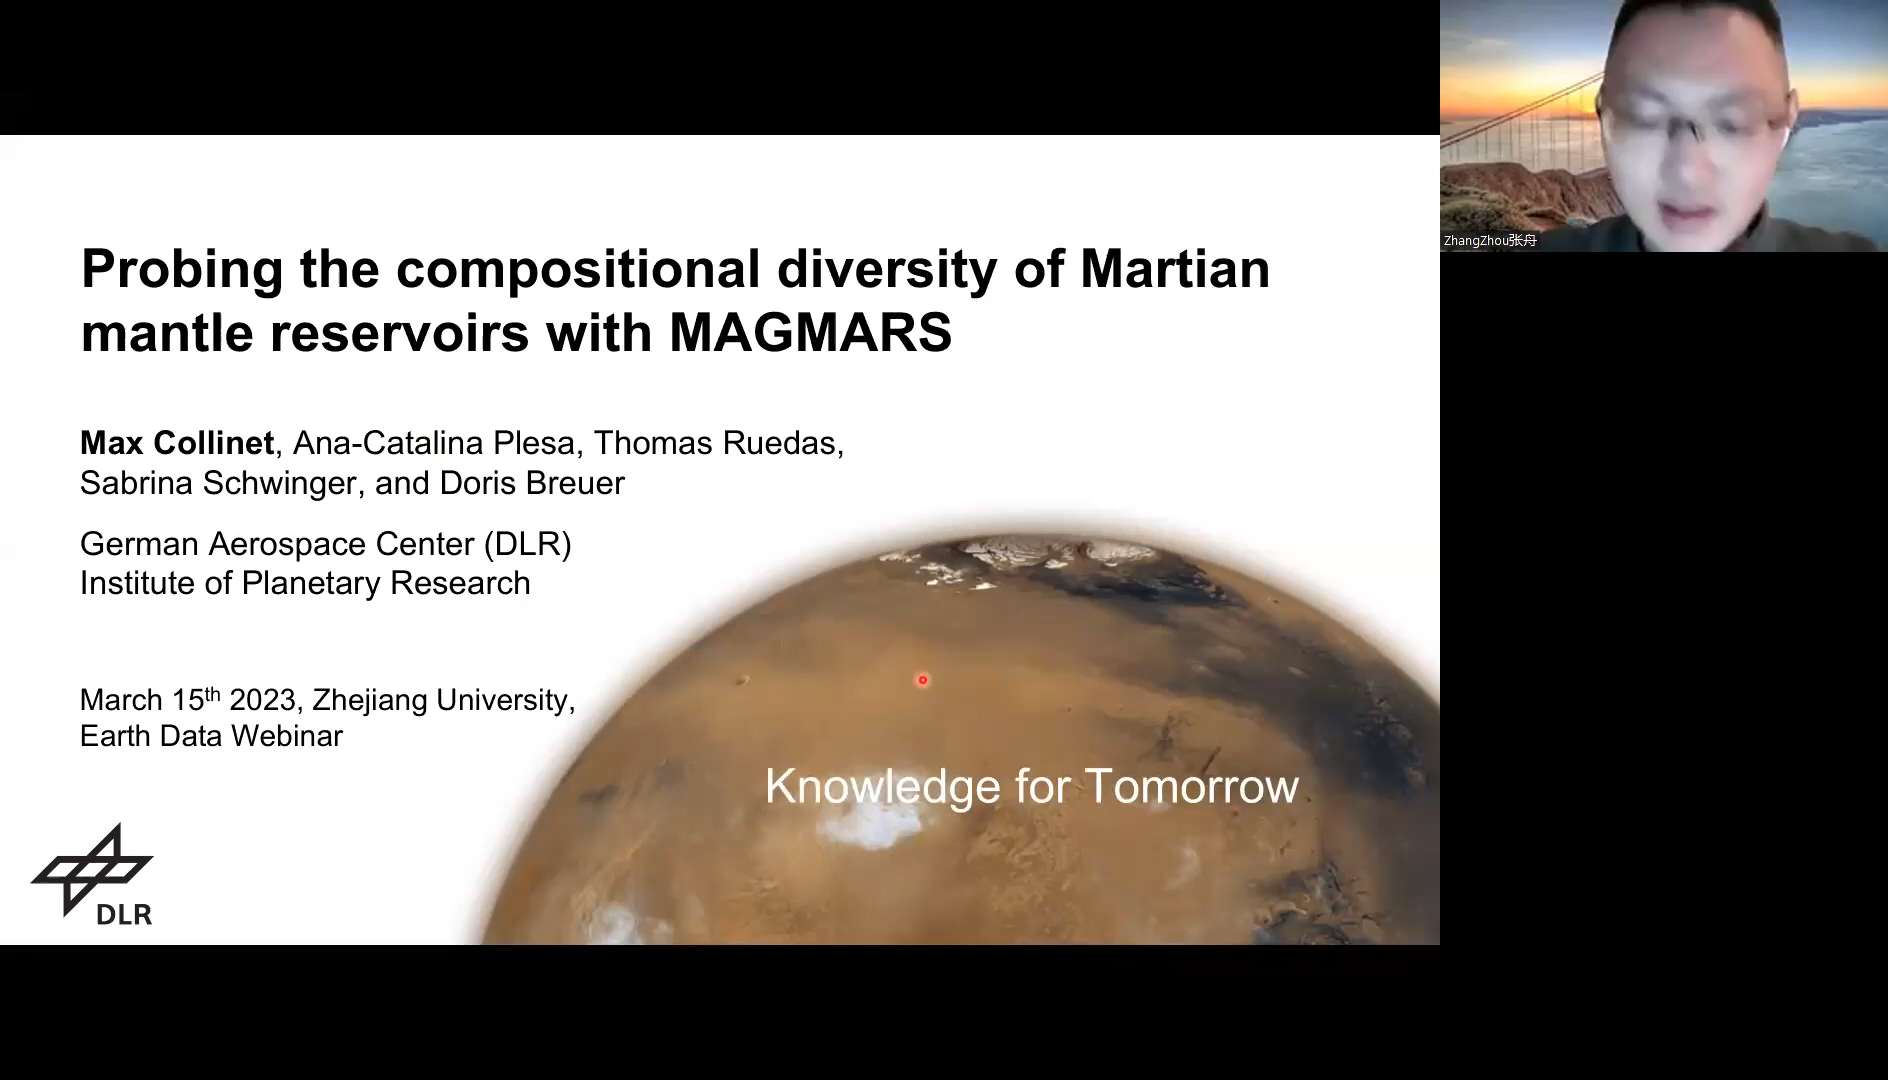 Probing the compositional diversity of Martian
mantle reservoirs with MAGMARS
Max Collinet, Ana-Catalina Plesa, Thomas Ruedas,
Sabrina Schwinger, and Doris Breuer
German Aerospace Center (DLR)
Institute of Planetary Research
March 15th 2023, Zhejiang University,
Earth Data Webinar
Knowledge for Tomorrow
DLR
ZhangZhou张舟